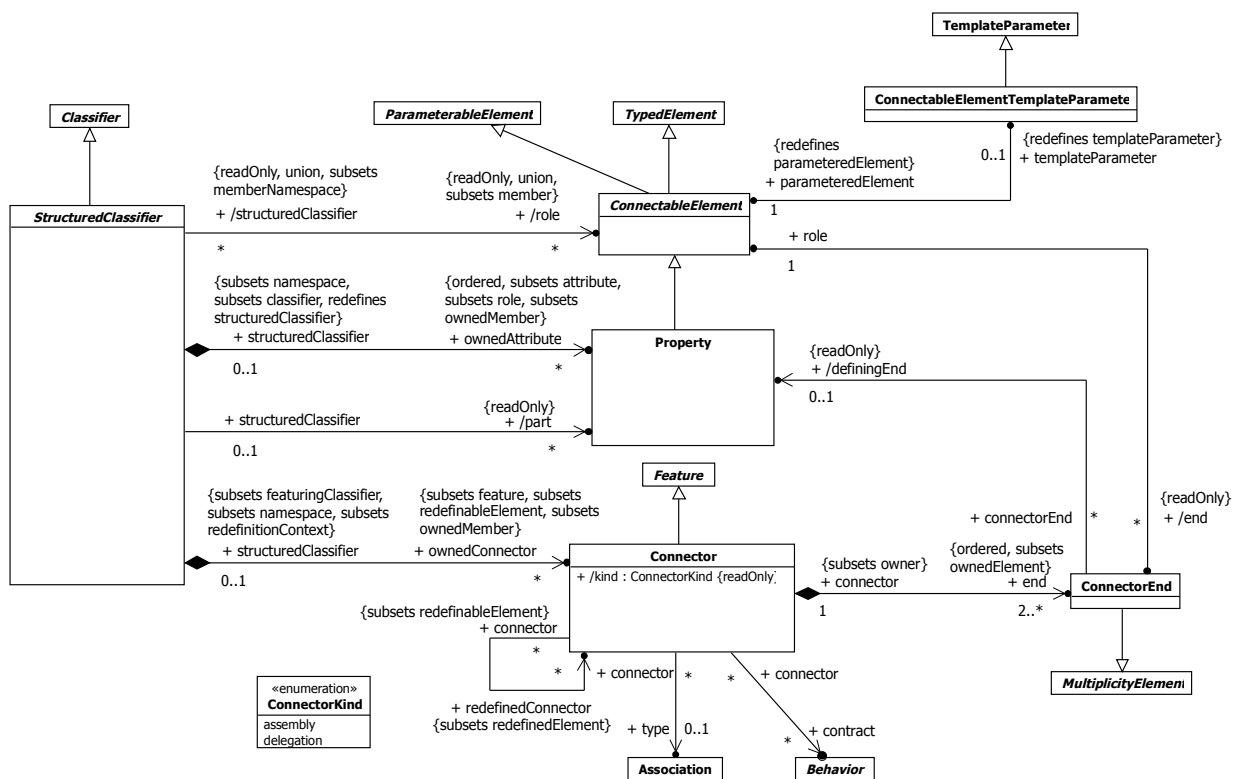 TemplateParameter
ConnectableElementTemplateParamete
Classifier
ParameterableElement
TypedElement
{redefines
parameteredElement}
+ parameteredElement
1
0..1
{redefines templateParameter}
+ templateParameter
{readOnly, union, subsets
memberNamespace}
+ /structuredClassifier
*
{readOnly, union,
subsets member}
+ /role
*
StructuredClassifier
ConnectableElement
+ role
1
{subsets namespace,
subsets classifier, redefines
structuredClassifier}
+ structuredClassifier
0..1
{ordered, subsets attribute,
subsets role, subsets
ownedMember}
+ ownedAttribute
*
Property
{readOnly}
+ /definingEnd
0..1
+ structuredClassifier
0..1
{readOnly}
+ /part
*
Feature
{subsets featuringClassifier,
subsets namespace, subsets
redefinitionContext}
+ structuredClassifier
0..1
{subsets feature, subsets
redefinableElement, subsets
ownedMember}
+ ownedConnector
*
+ connectorEnd
*
*
{readOnly}
+ /end
Connector
+ /kind : ConnectorKind {readOnly}
{subsets owner}
+ connector
1
{ordered, subsets
ownedElement}
+ end
2..*
ConnectorEnd
MultiplicityElement
{subsets redefinableElement}
+ connector
*
*
+ redefinedConnector
{subsets redefinedElement}
+ connector
*
+ type
0..1
*
+ connector
+ contract
*
«enumeration»
ConnectorKind
assembly
delegation
Association
Behavior